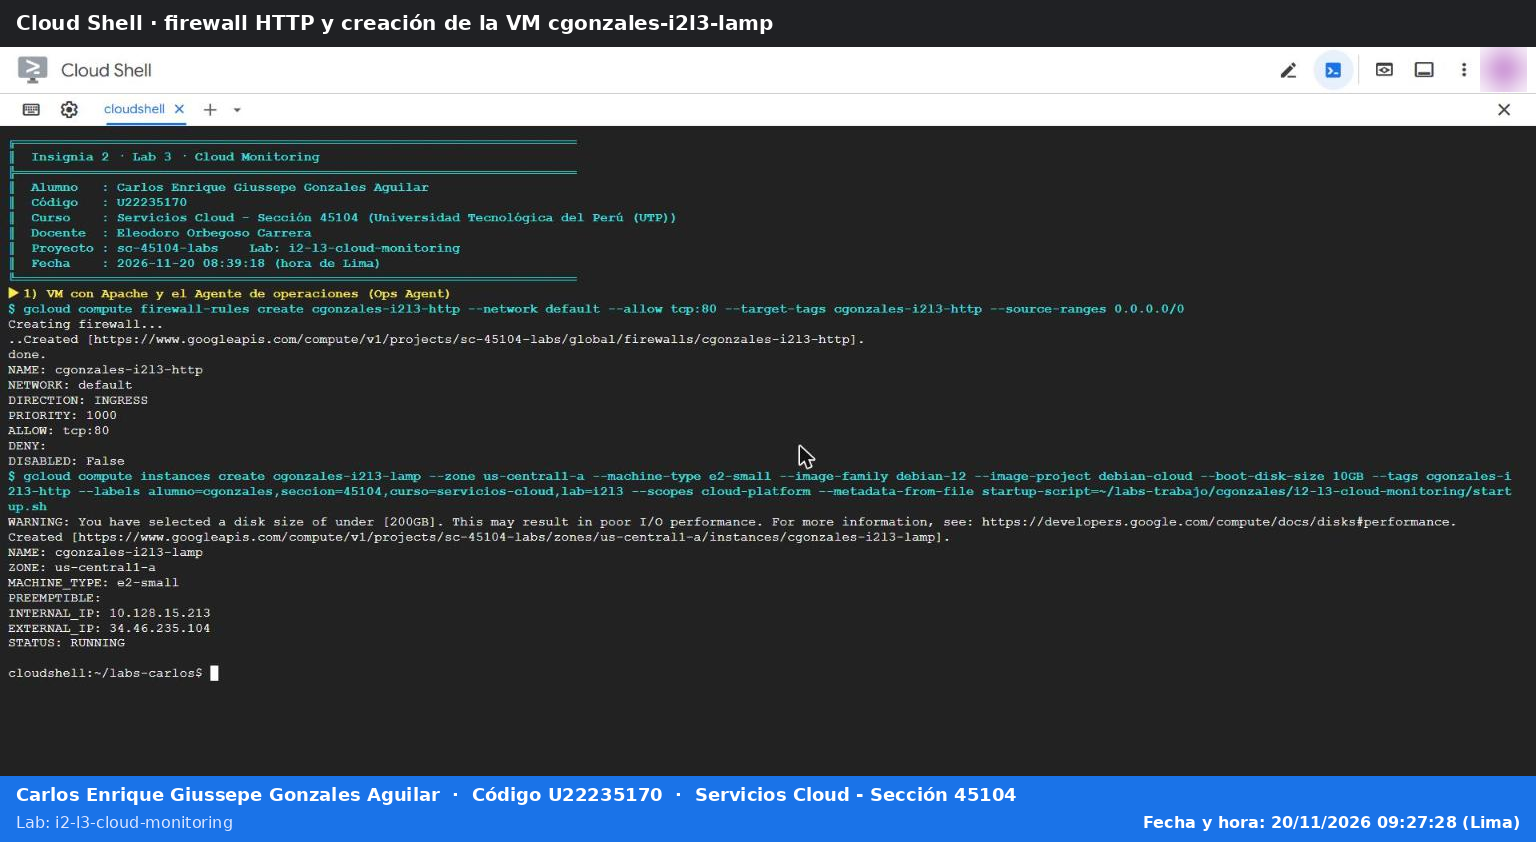 Cloud Shell · firewall HTTP y creación de la VM cgonzales-i2l3-lamp
Cloud Shell
cloudshell
Insignia 2 · Lab 3 · Cloud Monitoring
Alumno : Carlos Enrique Giussepe Gonzales Aguilar
Código : U22235170
Curso : Servicios Cloud - Sección 45104 (Universidad Tecnológica del Perú (UTP))
Docente : Eleodoro Orbegoso Carrera
Proyecto : sc-45104-labs Lab: i2-l3-cloud-monitoring
Fecha : 2026-11-20 08:39:18 (hora de Lima)
▶ 1) VM con Apache y el Agente de operaciones (Ops Agent)
$ gcloud compute firewall-rules create cgonzales-i2l3-http --network default --allow tcp:80 --target-tags cgonzales-i2l3-http --source-ranges 0.0.0.0/0
Creating firewall...
..Created [https://www.googleapis.com/compute/v1/projects/sc-45104-labs/global/firewalls/cgonzales-i2l3-http].
done.
NAME: cgonzales-i2l3-http
NETWORK: default
DIRECTION: INGRESS
PRIORITY: 1000
ALLOW: tcp:80
DENY:
DISABLED: False
$ gcloud compute instances create cgonzales-i2l3-lamp --zone us-central1-a --machine-type e2-small --image-family debian-12 --image-project debian-cloud --boot-disk-size 10GB --tags cgonzales-i
2l3-http --labels alumno=cgonzales,seccion=45104,curso=servicios-cloud,lab=i2l3 --scopes cloud-platform --metadata-from-file startup-script=~/labs-trabajo/cgonzales/i2-l3-cloud-monitoring/start
up.sh
WARNING: You have selected a disk size of under [200GB]. This may result in poor I/O performance. For more information, see: https://developers.google.com/compute/docs/disks#performance.
Created [https://www.googleapis.com/compute/v1/projects/sc-45104-labs/zones/us-central1-a/instances/cgonzales-i2l3-lamp].
NAME: cgonzales-i2l3-lamp
ZONE: us-central1-a
MACHINE_TYPE: e2-small
PREEMPTIBLE:
INTERNAL_IP: 10.128.15.213
EXTERNAL_IP: 34.46.235.104
STATUS: RUNNING
cloudshell:~/labs-carlos$
Carlos Enrique Giussepe Gonzales Aguilar · Código U22235170 · Servicios Cloud - Sección 45104
Lab: i2-l3-cloud-monitoring
Fecha y hora: 20/11/2026 09:27:28 (Lima)